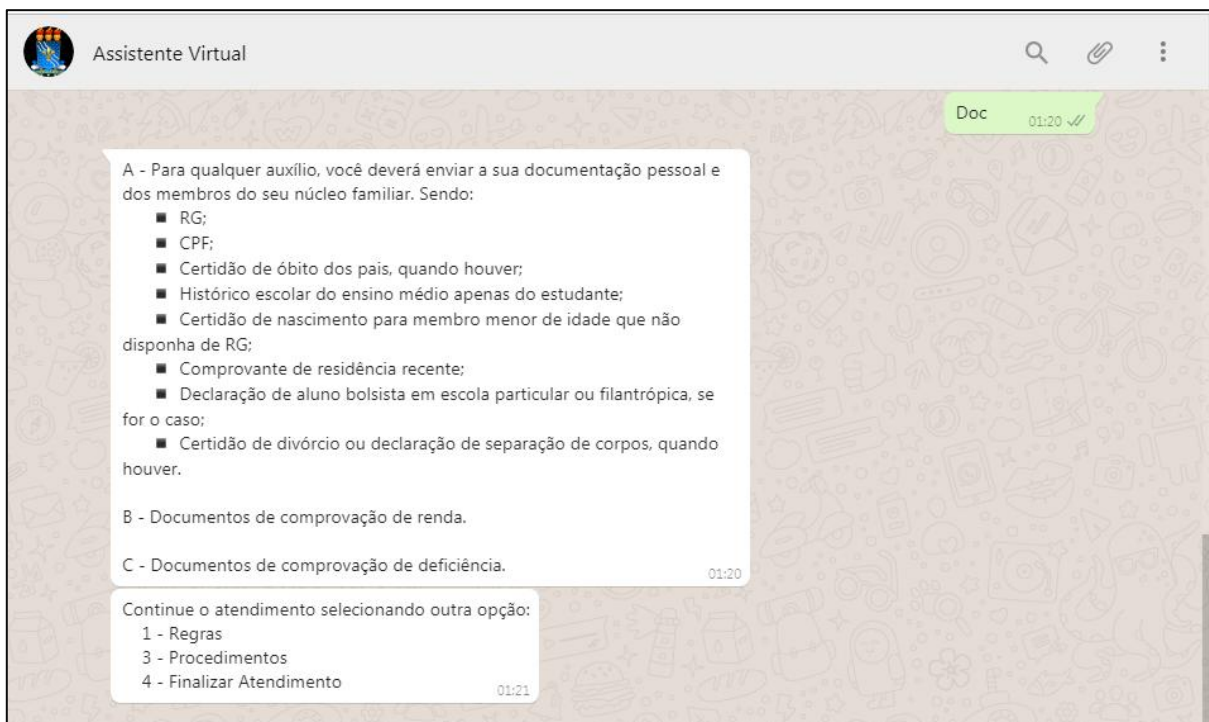 Assistente Virtual
Doc
01:20
A - Para qualquer auxílio, você deverá enviar a sua documentação pessoal e
dos membros do seu núcleo familiar. Sendo:
▪ RG;
▪ CPF;
▪ Certidão de óbito dos pais, quando houver;
▪ Histórico escolar do ensino médio apenas do estudante;
▪ Certidão de nascimento para membro menor de idade que não
disponha de RG;
▪ Comprovante de residência recente;
▪ Declaração de aluno bolsista em escola particular ou filantrópica, se
for o caso;
▪ Certidão de divórcio ou declaração de separação de corpos, quando
houver.
B - Documentos de comprovação de renda.
C - Documentos de comprovação de deficiência.
01:20
Continue o atendimento selecionando outra opção:
1 - Regras
3 - Procedimentos
4 - Finalizar Atendimento
01:21